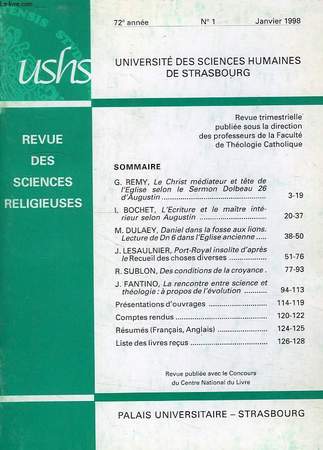 Le-livre.com
72e année N° 1 Janvier 1998
ushs
UNIVERSITÉ DES SCIENCES HUMAINES
DE STRASBOURG
REVUE
DES
SCIENCES
RELIGIEUSES
Revue trimestrielle
publiée sous la direction
des professeurs de la Faculté
de Théologie Catholique
SOMMAIRE
G. REMY, Le Christ médiateur et tête de
l'Eglise selon le Sermon Dolbeau 26
d'Augustin .......... 3-19
I. BOCHET, L'Ecriture et le maître inté-
rieur selon Augustin .......... 20-37
M. DULAEY, Daniel dans la fosse aux lions.
Lecture de Dn 6 dans l'Eglise ancienne ..... 38-50
J. LESAULNIER, Port-Royal insolite d'après
le Recueil des choses diverses .......... 51-76
R. SUBLON, Des conditions de la croyance . 77-93
J. FANTINO, La rencontre entre science et
théologie : à propos de l'évolution .......... 94-113
Présentations d'ouvrages .......... 114-119
Comptes rendus .......... 120-122
Résumés (Français, Anglais) .......... 124-125
Liste des livres reçus .......... 126-128
Revue publiée avec le Concours
du Centre National du Livre
PALAIS UNIVERSITAIRE – STRASBOURG